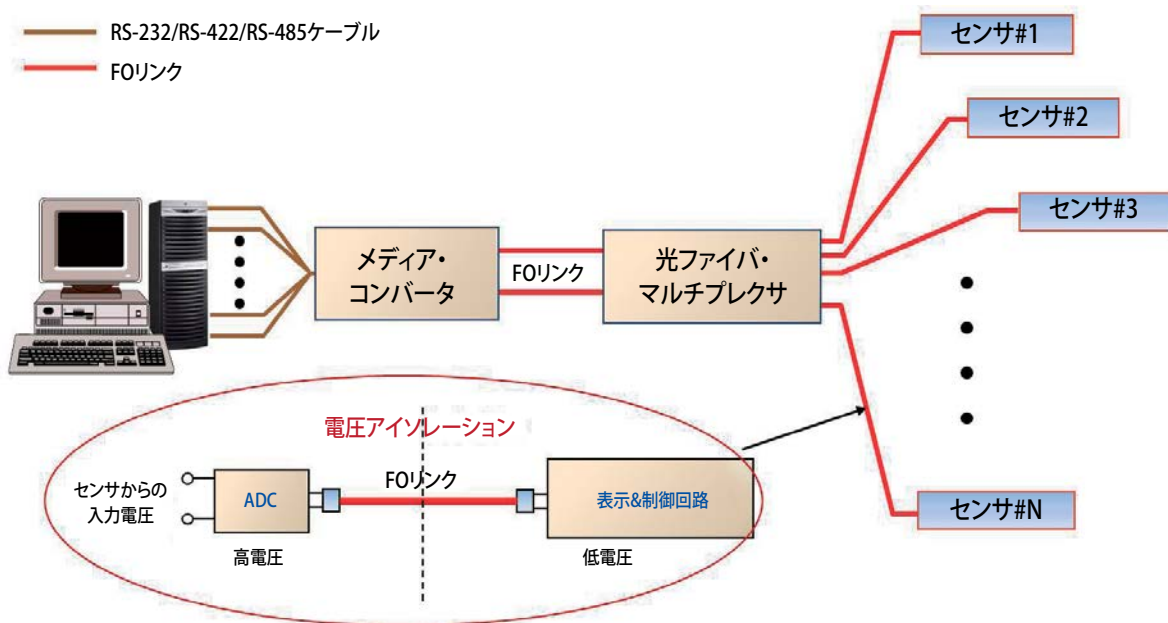 RS-232/RS-422/RS-485ケーブル
FOリンク
センサ#1
センサ#2
センサ#3
メディア・
コンバータ
FOリンク
光ファイバ・
マルチプレクサ
電圧アイソレーション
センサからの
入力電圧
ADC
FOリンク
表示&制御回路
高電圧
低電圧
センサ#N